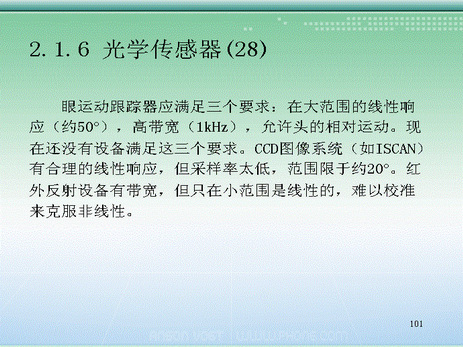 2.1.6 光学传感器(28)
眼运动跟踪器应满足三个要求：在大范围的线性响
应（约50°），高带宽（1kHz），允许头的相对运动。现
在还没有设备满足这三个要求。CCD图像系统（如ISCAN）
有合理的线性响应，但采样率太低，范围限于约20°。红
外反射设备有带宽，但只在小范围是线性的，难以校准
来克服非线性。
101